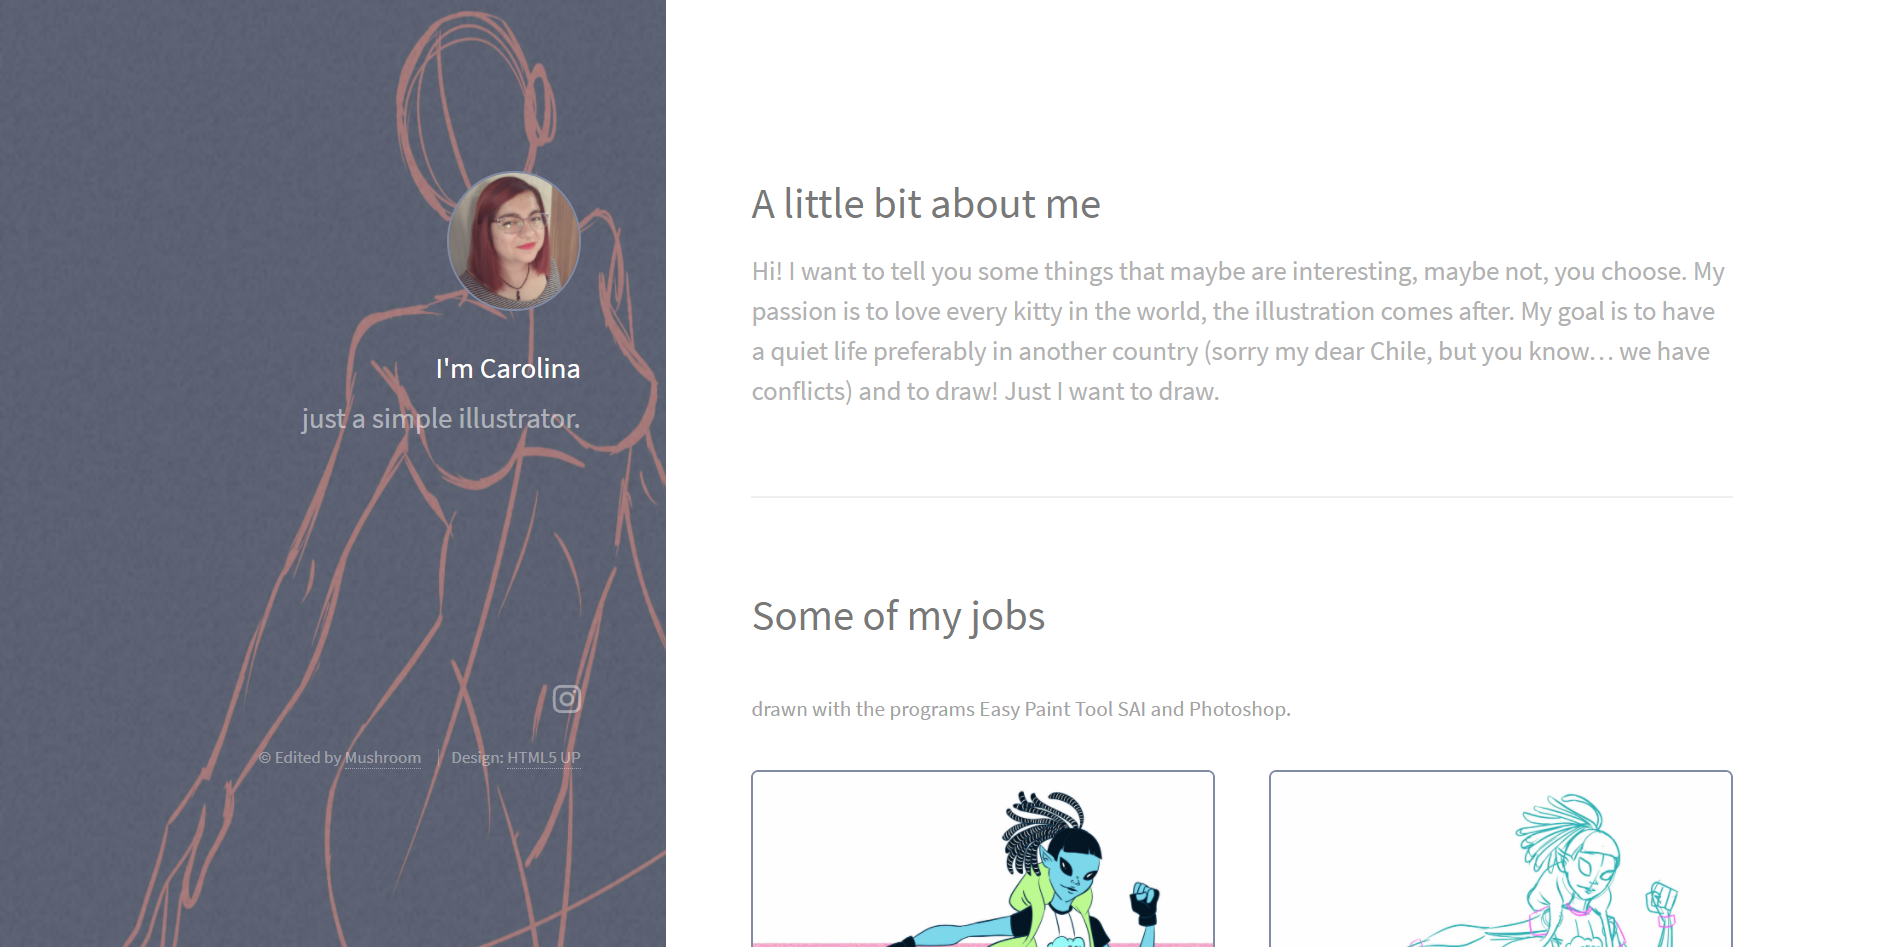 I'm Carolina
just a simple illustrator.
© Edited by Mushroom | Design: HTML5 UP
A little bit about me
Hi! I want to tell you some things that maybe are interesting, maybe not, you choose. My
passion is to love every kitty in the world, the illustration comes after. My goal is to have
a quiet life preferably in another country (sorry my dear Chile, but you know… we have
conflicts) and to draw! Just I want to draw.
Some of my jobs
drawn with the programs Easy Paint Tool SAI and Photoshop.